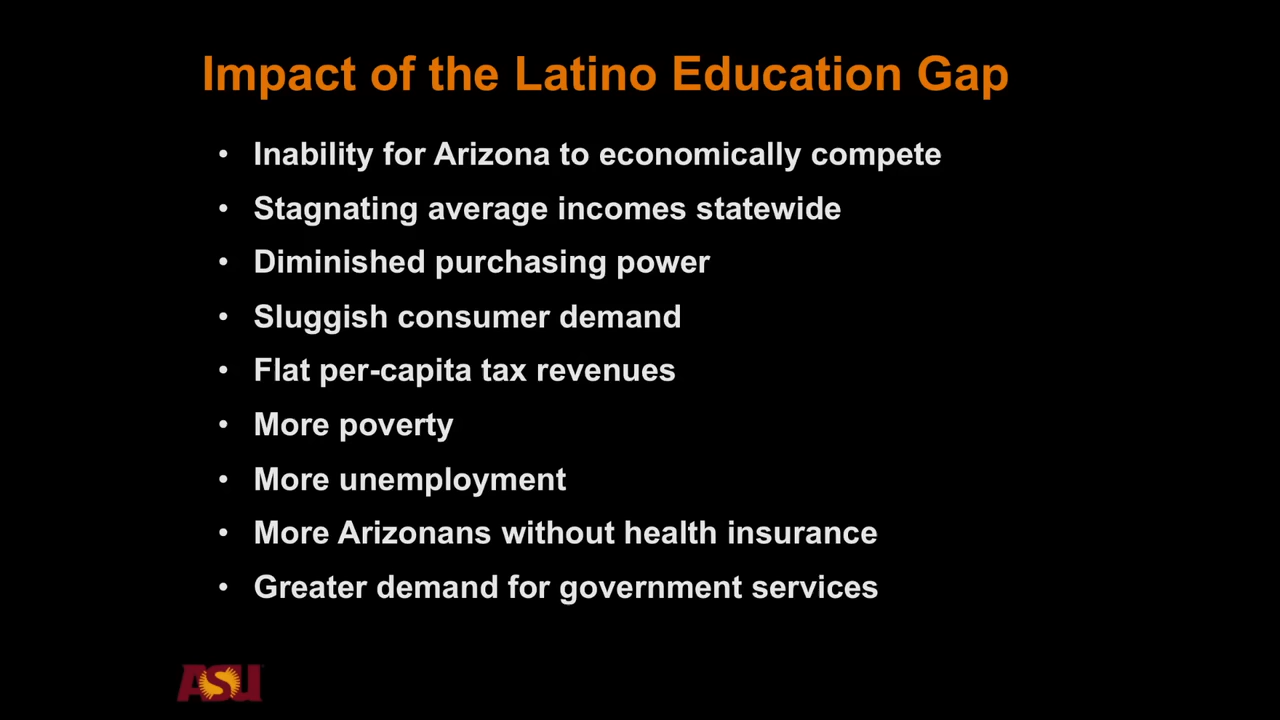 Impact of the Latino Education Gap
• Inability for Arizona to economically compete
• Stagnating average incomes statewide
• Diminished purchasing power
• Sluggish consumer demand
• Flat per-capita tax revenues
• More poverty
• More unemployment
• More Arizonans without health insurance
• Greater demand for government services
ASU